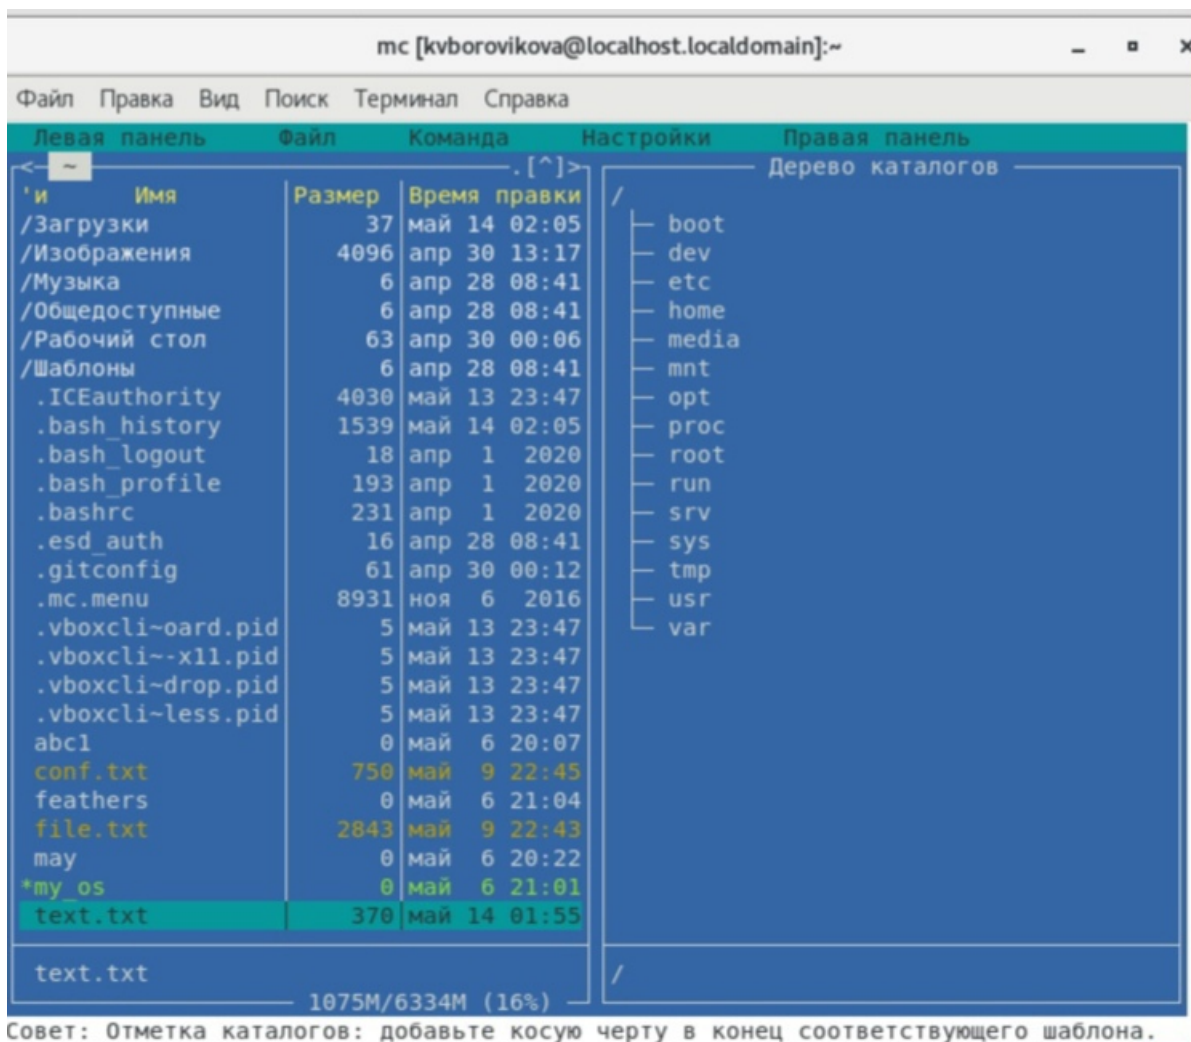 mc [kvborovikova@localhost.localdomain]:~
Файл Правка Вид Поиск Терминал Справка
Левая панель Файл Команда Настройки Правая панель
<- ~ .[^]>
'и Имя Размер Время правки
/Загрузки 37 май 14 02:05
/Изображения 4096 апр 30 13:17
/Музыка 6 апр 28 08:41
/Общедоступные 6 апр 28 08:41
/Рабочий стол 63 апр 30 00:06
/Шаблоны 6 апр 28 08:41
.ICEauthority 4030 май 13 23:47
.bash_history 1539 май 14 02:05
.bash_logout 18 апр 1 2020
.bash_profile 193 апр 1 2020
.bashrc 231 апр 1 2020
.esd_auth 16 апр 28 08:41
.gitconfig 61 апр 30 00:12
.mc.menu 8931 ноя 6 2016
.vboxcli~oard.pid 5 май 13 23:47
.vboxcli~-x11.pid 5 май 13 23:47
.vboxcli~drop.pid 5 май 13 23:47
.vboxcli~less.pid 5 май 13 23:47
abc1 0 май 6 20:07
conf.txt 750 май 9 22:45
feathers 0 май 6 21:04
file.txt 2843 май 9 22:43
may 0 май 6 20:22
*my_os 0 май 6 21:01
text.txt 370 май 14 01:55
text.txt
1075M/6334M (16%)
Дерево каталогов
/
boot
dev
etc
home
media
mnt
opt
proc
root
run
srv
sys
tmp
usr
var
/
Совет: Отметка каталогов: добавьте косую черту в конец соответствующего шаблона.